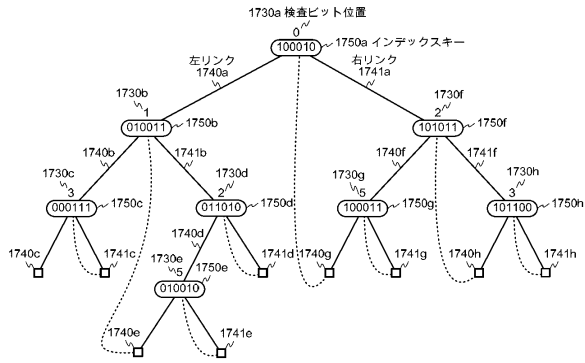 1730a 検査ビット位置
0
100010
1750a インデックスキー
左リンク
1740a
右リンク
1741a
1730b
1
010011
1750b
1730f
2
101011
1750f
1740b
1741b
1740f
1741f
1730c
3
000111
1750c
1730d
2
011010
1750d
1730g
5
100011
1750g
1730h
3
101100
1750h
1740c
1741c
1740d
1741d
1740g
1741g
1740h
1741h
1730e
5
1750e
010010
1740e
1741e